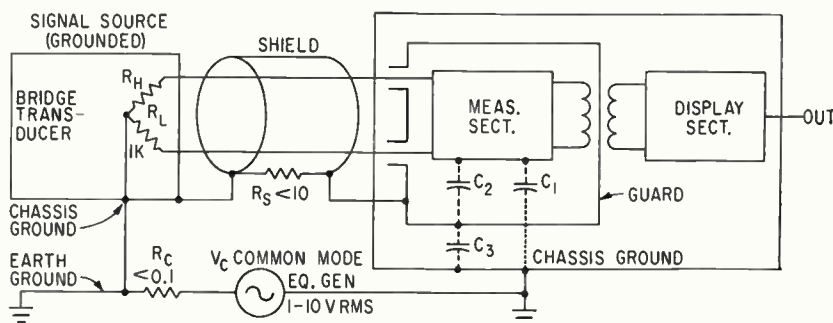 SIGNAL SOURCE
(GROUNDED)
BRIDGE
TRANS-
DUCER
R_H
R_L
1K
SHIELD
R_S <10
MEAS.
SECT.
DISPLAY
SECT.
OUT
C_2
C_1
GUARD
C_3
CHASSIS GROUND
CHASSIS
GROUND
EARTH
GROUND
R_C
<0.1
V_C COMMON MODE
EQ. GEN
1-10 V RMS